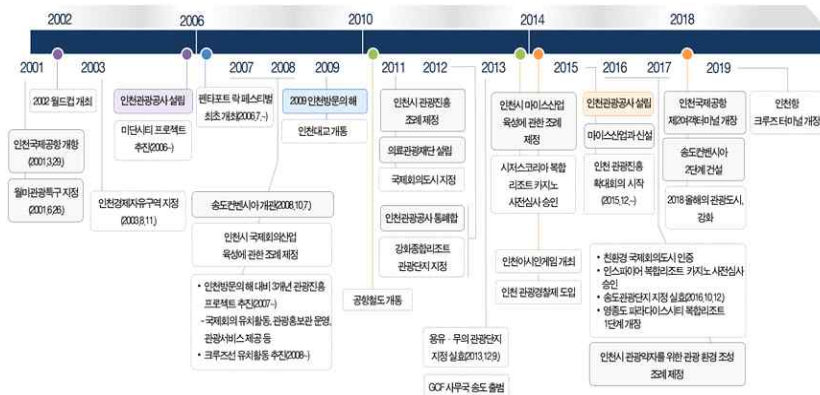 2002
2006
2010
2014
2018
2001
2003
2007
2008
2009
2011
2012
2013
2015
2016
2017
2019
2002 월드컵 개최
인천국제공항 개항
(2001.3.29.)
월미관광특구 지정
(2001.6.26.)
인천경제자유구역 지정
(2003.8.11.)
인천관광공사 설립
미단시티 프로젝트
추진(2006~)
펜타포트 락 페스티벌
최초 개최(2006.7.~)
송도컨벤시아 개관(2008.10.7.)
인천시 국제회의산업
육성에 관한 조례 제정
• 인천방문의 해 대비 3개년 관광진흥
프로젝트 추진(2007~)
- 국제회의 유치활동, 관광홍보관 운영,
관광서비스 제공 등
• 크루즈선 유치활동 추진(2008~)
2009 인천방문의 해
인천대교 개통
공항철도 개통
인천시 관광진흥
조례 제정
의료관광재단 설립
국제회의도시 지정
인천관광공사 통폐합
강화종합리조트
관광단지 지정
용유·무의 관광단지
지정 실효(2013.12.9.)
GCF 사무국 송도 출범
인천시 마이스산업
육성에 관한 조례
제정
시저스코리아 복합
리조트 카지노
사전심사 승인
인천아시안게임 개최
인천 관광경찰제 도입
인천관광공사 설립
마이스산업과 신설
인천 관광진흥
확대회의 시작
(2015.12.~)
• 친환경 국제회의도시 인증
• 인스파이어 복합리조트 카지노 사전심사
승인
• 송도관광단지 지정 실효(2016.10.12.)
• 영종도 파라다이스시티 복합리조트
1단계 개장
인천시 관광약자를 위한 관광 환경 조성
조례 제정
인천국제공항
제2여객터미널 개장
송도컨벤시아
2단계 건설
2018 올해의 관광도시,
강화
인천항
크루즈 터미널 개장